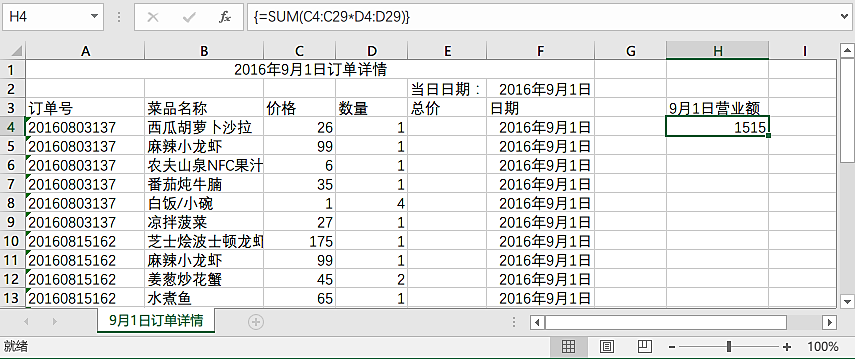 H4 {=SUM(C4:C29*D4:D29)}
A B C D E F G H I
1 2016年9月1日订单详情
2 当日日期： 2016年9月1日
3 订单号 菜品名称 价格 数量 总价 日期 9月1日营业额
4 20160803137 西瓜胡萝卜沙拉 26 1 2016年9月1日 1515
5 20160803137 麻辣小龙虾 99 1 2016年9月1日
6 20160803137 农夫山泉NFC果汁 6 1 2016年9月1日
7 20160803137 番茄炖牛腩 35 1 2016年9月1日
8 20160803137 白饭/小碗 1 4 2016年9月1日
9 20160803137 凉拌菠菜 27 1 2016年9月1日
10 20160815162 芝士烩波士顿龙虾 175 1 2016年9月1日
11 20160815162 麻辣小龙虾 99 1 2016年9月1日
12 20160815162 姜葱炒花蟹 45 2 2016年9月1日
13 20160815162 水煮鱼 65 1 2016年9月1日
9月1日订单详情
就绪 100%